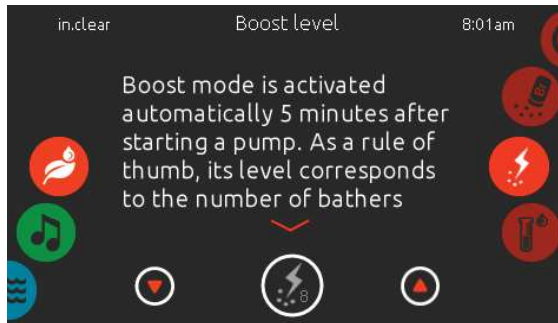 in.clear Boost level 8:01am
Boost mode is activated
automatically 5 minutes after
starting a pump. As a rule of
thumb, its level corresponds
to the number of bathers
Br
8